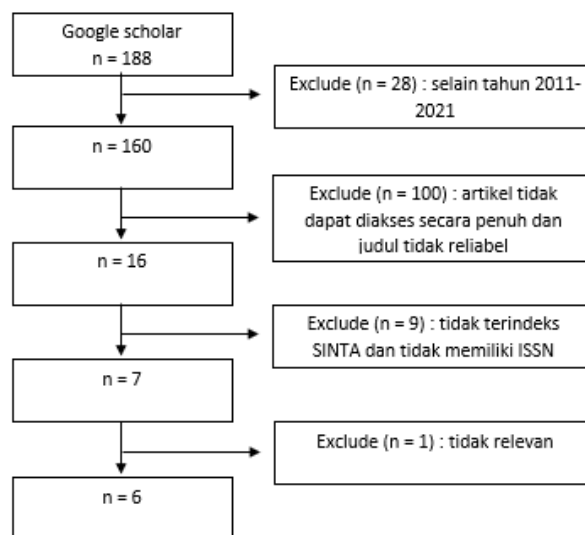 Google scholar
n = 188
Exclude (n = 28) : selain tahun 2011-
2021
n = 160
Exclude (n = 100) : artikel tidak
dapat diakses secara penuh dan
judul tidak reliabel
n = 16
Exclude (n = 9) : tidak terindeks
SINTA dan tidak memiliki ISSN
n = 7
Exclude (n = 1) : tidak relevan
n = 6